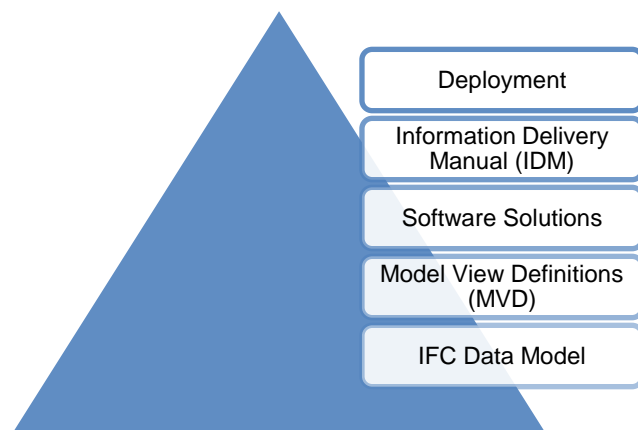 Deployment
Information Delivery
Manual (IDM)
Software Solutions
Model View Definitions
(MVD)
IFC Data Model